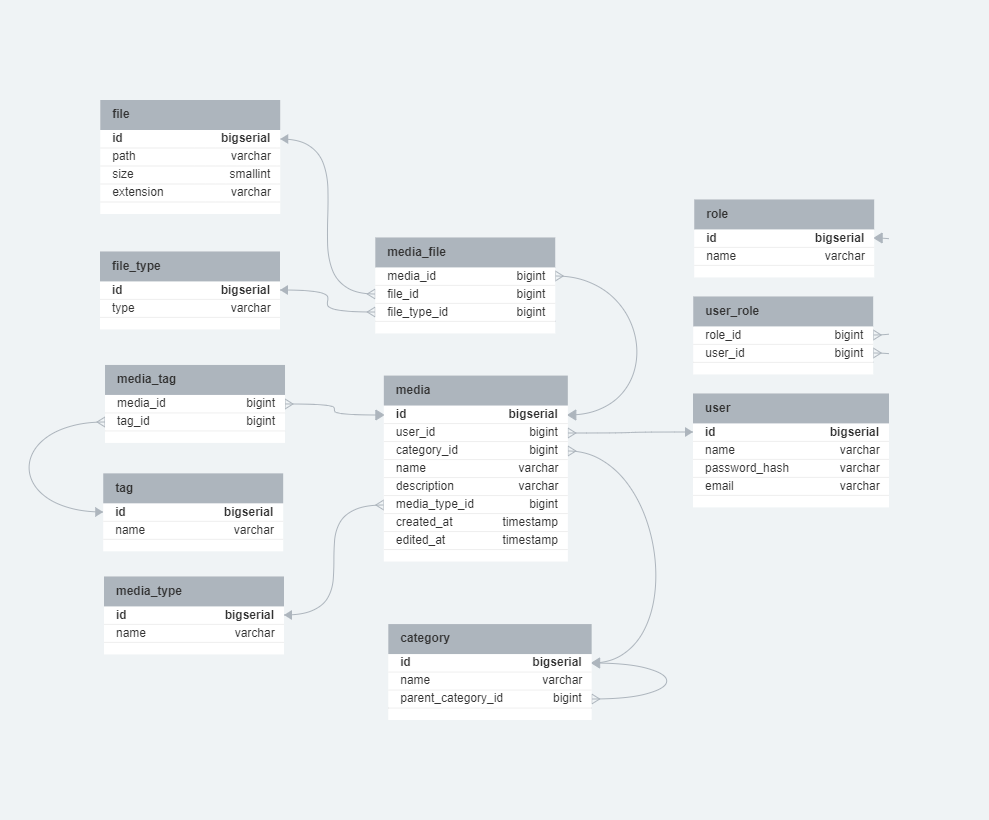 file
id bigserial
path varchar
size smallint
extension varchar
file_type
id bigserial
type varchar
media_tag
media_id bigint
tag_id bigint
tag
id bigserial
name varchar
media_type
id bigserial
name varchar
media_file
media_id bigint
file_id bigint
file_type_id bigint
media
id bigserial
user_id bigint
category_id bigint
name varchar
description varchar
media_type_id bigint
created_at timestamp
edited_at timestamp
category
id bigserial
name varchar
parent_category_id bigint
role
id bigserial
name varchar
user_role
role_id bigint
user_id bigint
user
id bigserial
name varchar
password_hash varchar
email varchar